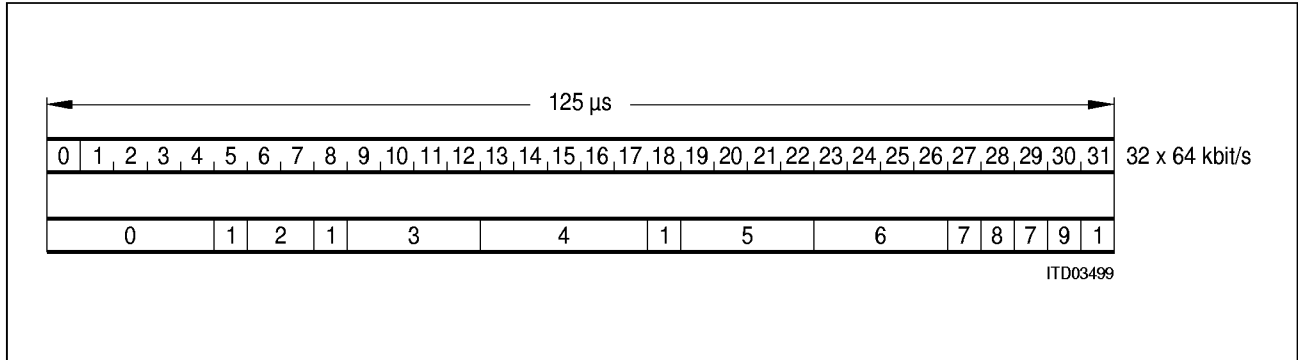 125 µs
0 1 2 3 4 5 6 7 8 9 10 11 12 13 14 15 16 17 18 19 20 21 22 23 24 25 26 27 28 29 30 31 32 x 64 kbit/s
0 1 2 1 3 4 1 5 6 7 8 7 9 1
ITD03499